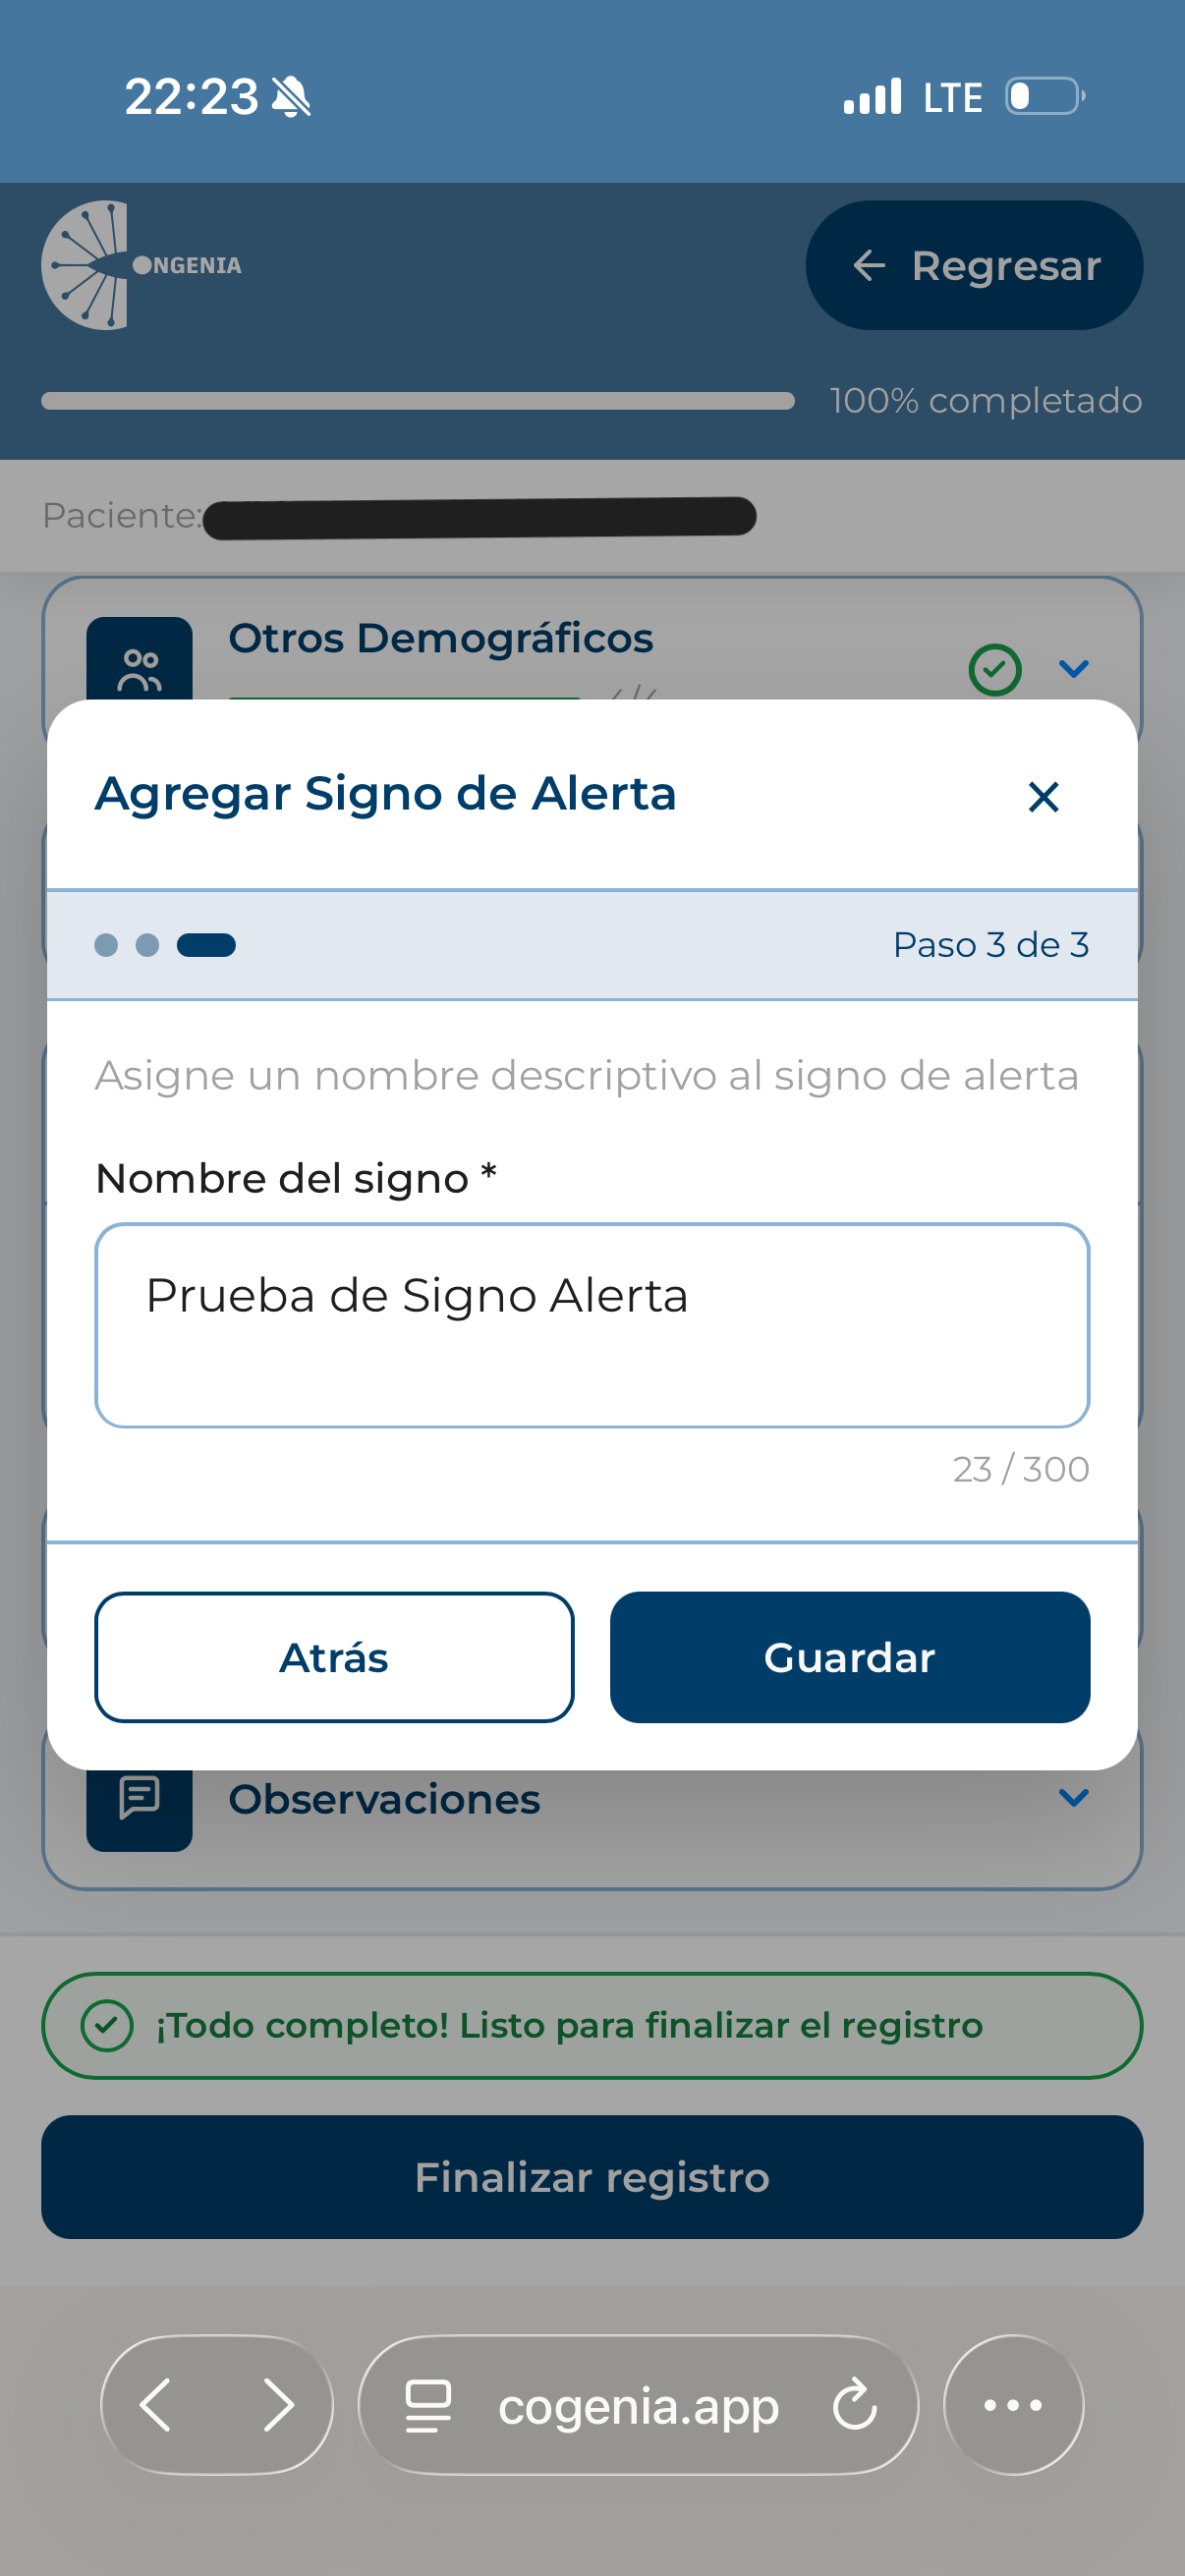 22:23
LTE
ONGENIA
← Regresar
100% completado
Paciente:
Otros Demográficos
Agregar Signo de Alerta
Paso 3 de 3
Asigne un nombre descriptivo al signo de alerta
Nombre del signo *
Prueba de Signo Alerta
23 / 300
Atrás
Guardar
Observaciones
¡Todo completo! Listo para finalizar el registro
Finalizar registro
cogenia.app